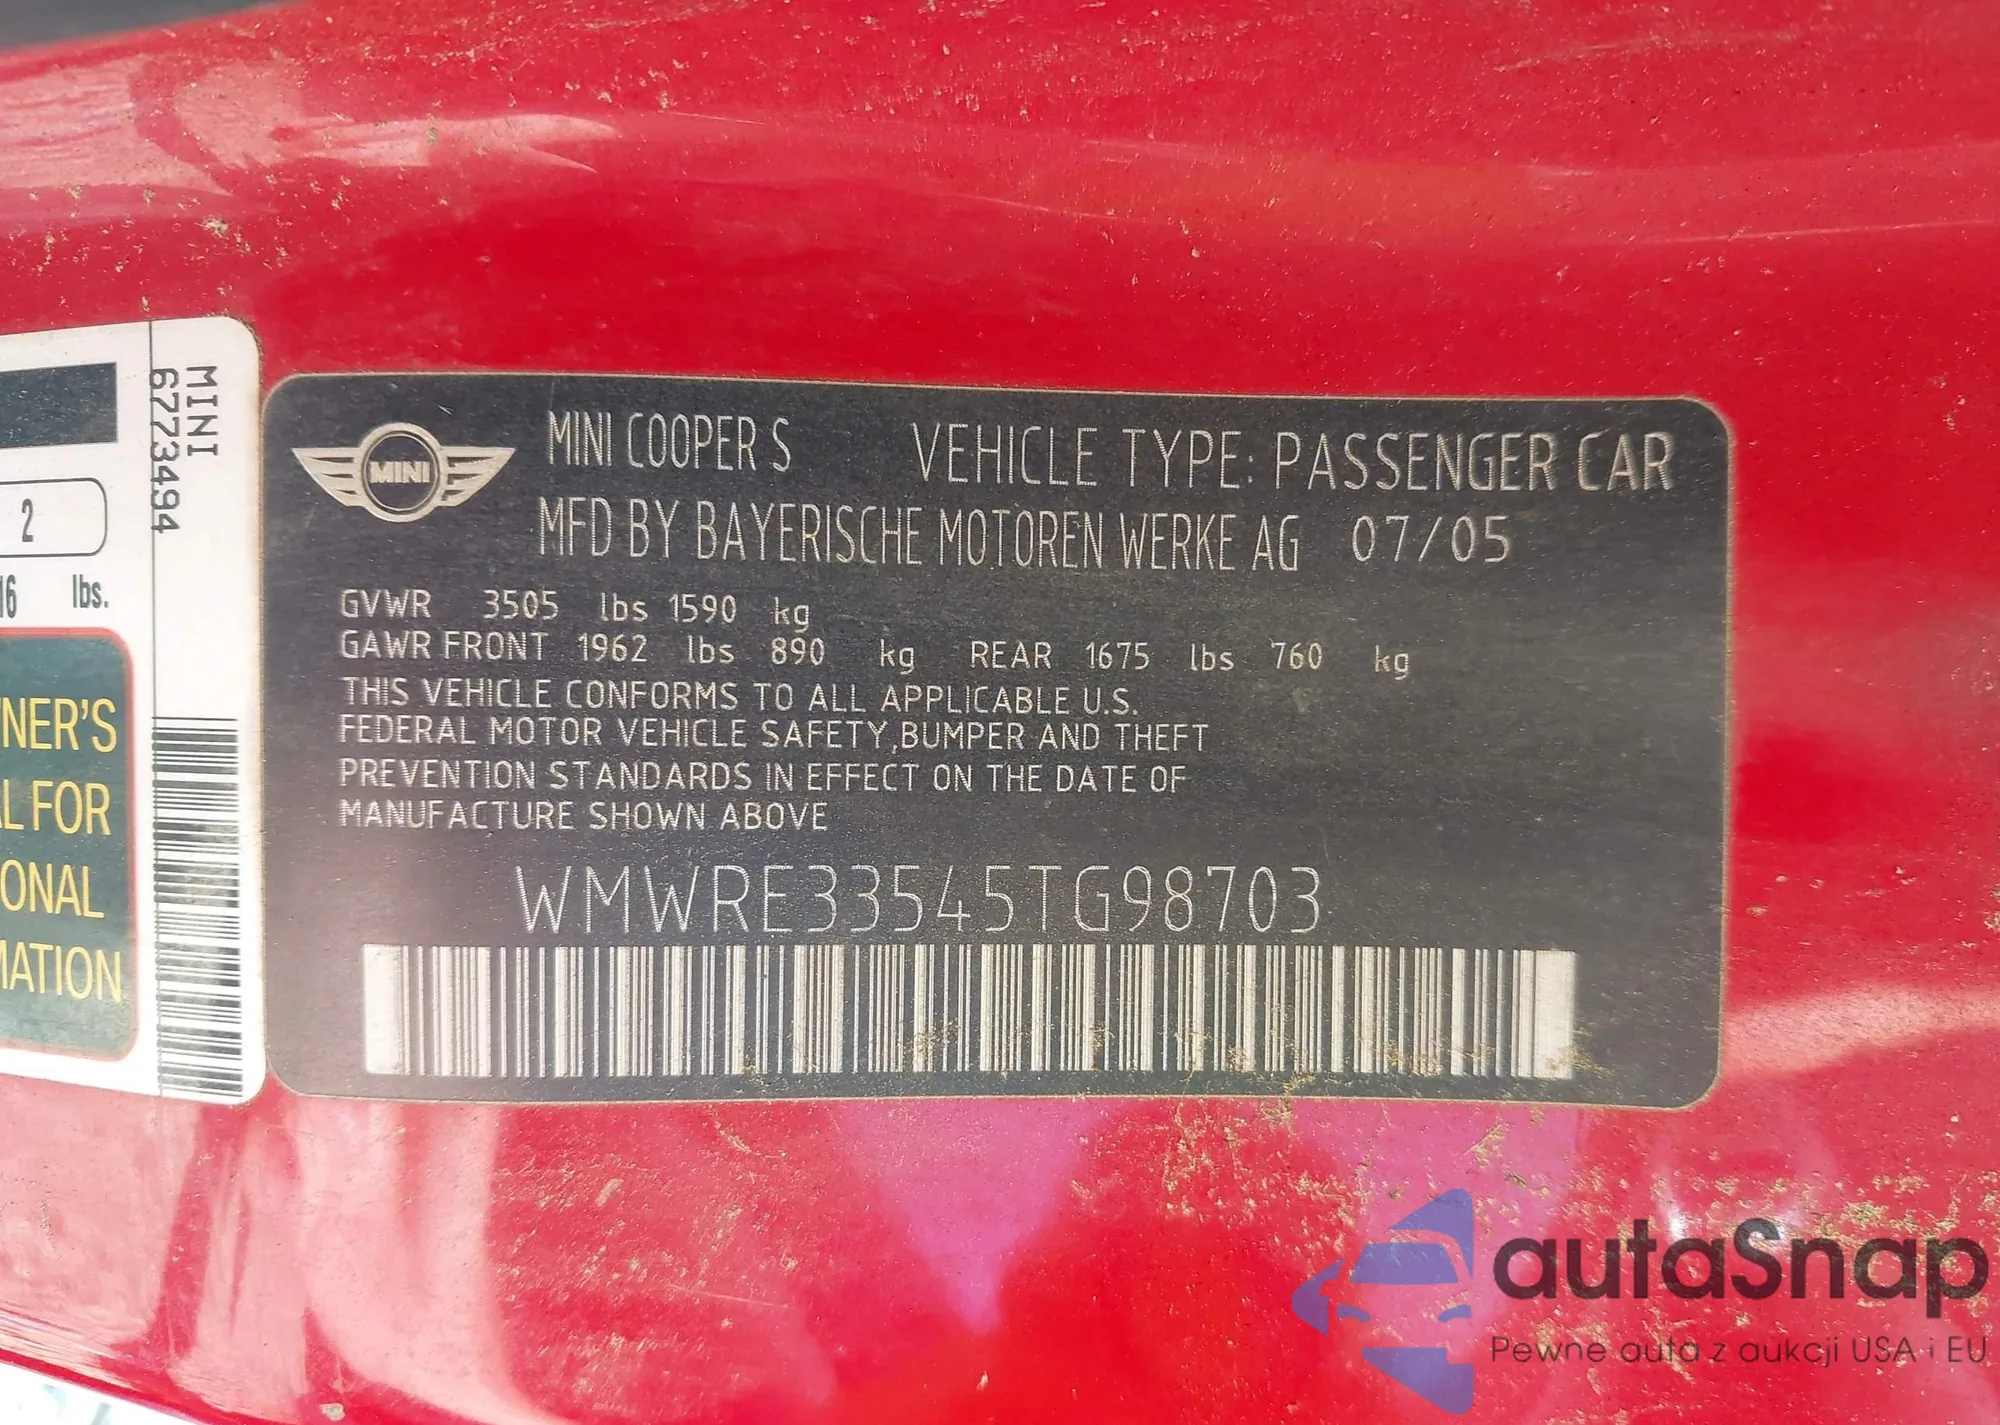 MINI
6773494
2
16 lbs.
NER'S
L FOR
ONAL
MATION
MINI
MINI COOPER S VEHICLE TYPE: PASSENGER CAR
MFD BY BAYERISCHE MOTOREN WERKE AG 07/05
GVWR 3505 lbs 1590 kg
GAWR FRONT 1962 lbs 890 kg REAR 1675 lbs 760 kg
THIS VEHICLE CONFORMS TO ALL APPLICABLE U.S.
FEDERAL MOTOR VEHICLE SAFETY,BUMPER AND THEFT
PREVENTION STANDARDS IN EFFECT ON THE DATE OF
MANUFACTURE SHOWN ABOVE
WMWRE33545TG98703
autaSnap
Pewne auta z aukcji USA i EU